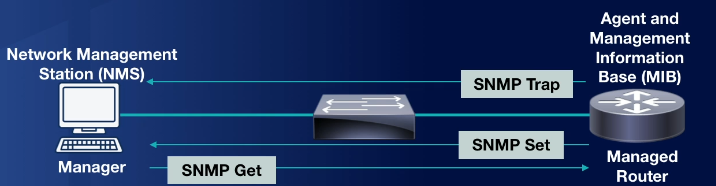 Network Management
Station (NMS)
Manager
SNMP Trap
SNMP Set
SNMP Get
Agent and
Management
Information
Base (MIB)
Managed
Router